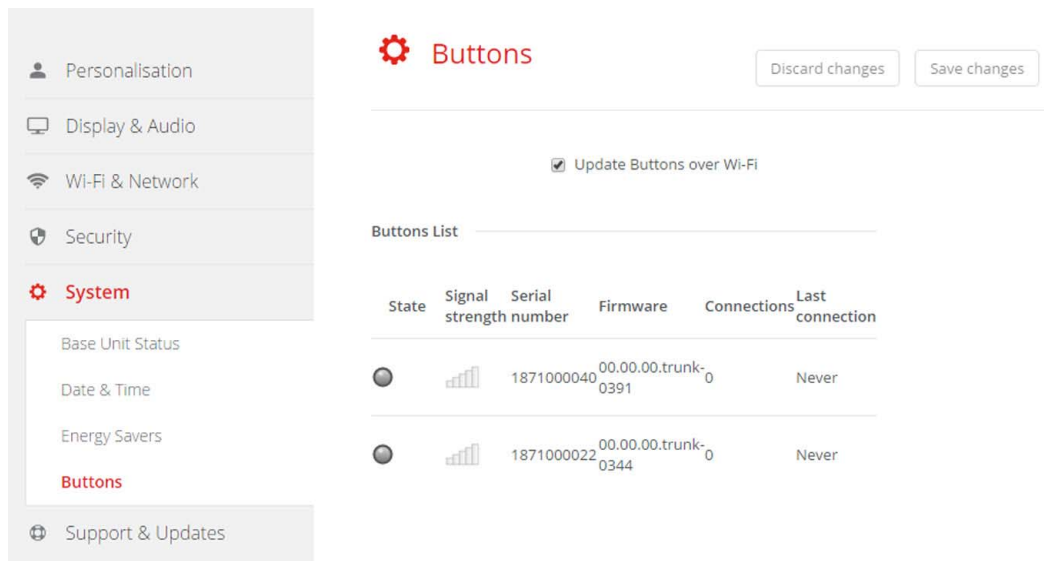 Personalisation
Display & Audio
Wi-Fi & Network
Security
System
Base Unit Status
Date & Time
Energy Savers
Buttons
Support & Updates
Buttons
Discard changes
Save changes
Update Buttons over Wi-Fi
Buttons List
State
Signal
strength
Serial
number
Firmware
Connections
Last
connection
1871000040
00.00.00.trunk-
0391
0
Never
1871000022
00.00.00.trunk-
0344
0
Never